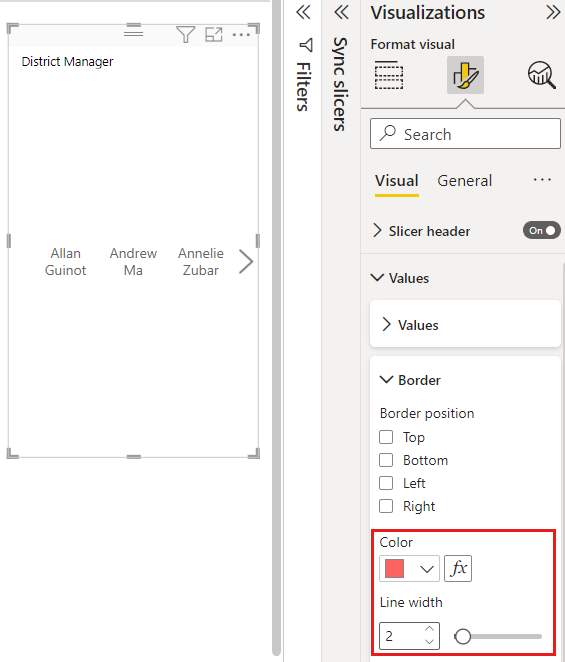 District Manager
Allan
Guinot
Andrew
Ma
Annelie
Zubar
Filters
Sync slicers
Visualizations
Format visual
Search
Visual
General
Slicer header
On
Values
Values
Border
Border position
Top
Bottom
Left
Right
Color
fx
Line width
2